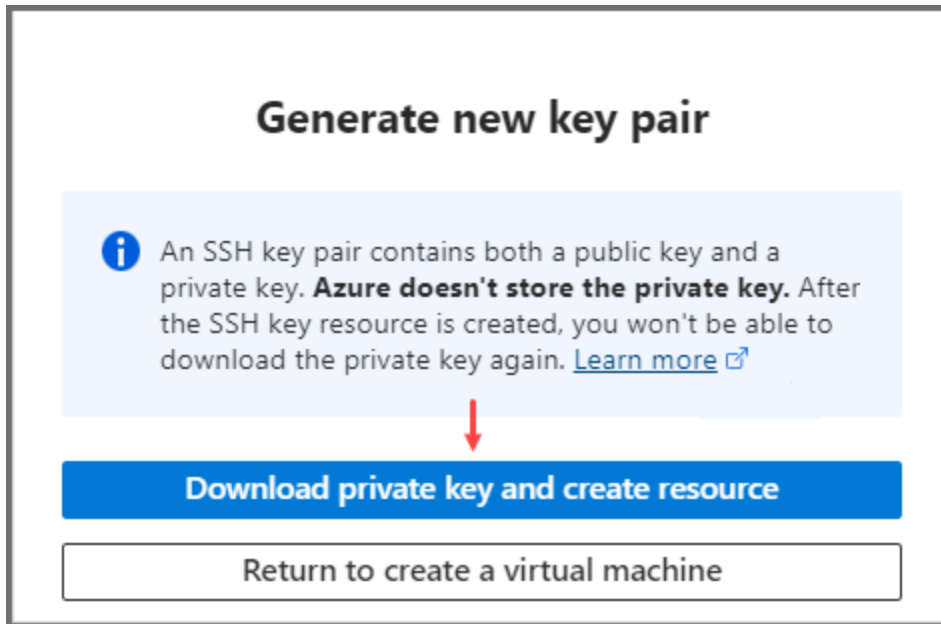 Generate new key pair
An SSH key pair contains both a public key and a
private key. Azure doesn't store the private key. After
the SSH key resource is created, you won't be able to
download the private key again. Learn more
Download private key and create resource
Return to create a virtual machine